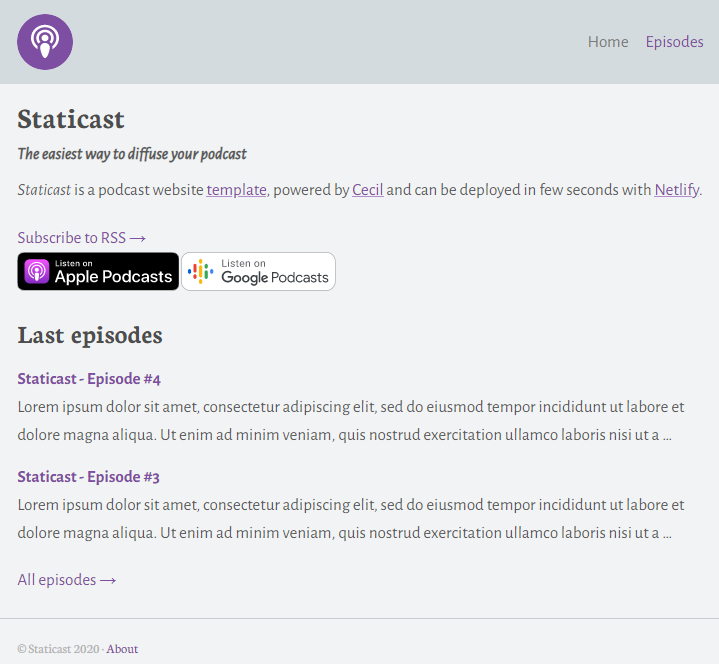 Home Episodes
Staticast
The easiest way to diffuse your podcast
Staticast is a podcast website template, powered by Cecil and can be deployed in few seconds with Netlify.
Subscribe to RSS →
Listen on
Apple Podcasts
Listen on
Google Podcasts
Last episodes
Staticast - Episode #4
Lorem ipsum dolor sit amet, consectetur adipiscing elit, sed do eiusmod tempor incididunt ut labore et
dolore magna aliqua. Ut enim ad minim veniam, quis nostrud exercitation ullamco laboris nisi ut a ...
Staticast - Episode #3
Lorem ipsum dolor sit amet, consectetur adipiscing elit, sed do eiusmod tempor incididunt ut labore et
dolore magna aliqua. Ut enim ad minim veniam, quis nostrud exercitation ullamco laboris nisi ut a ...
All episodes →
© Staticast 2020 · About